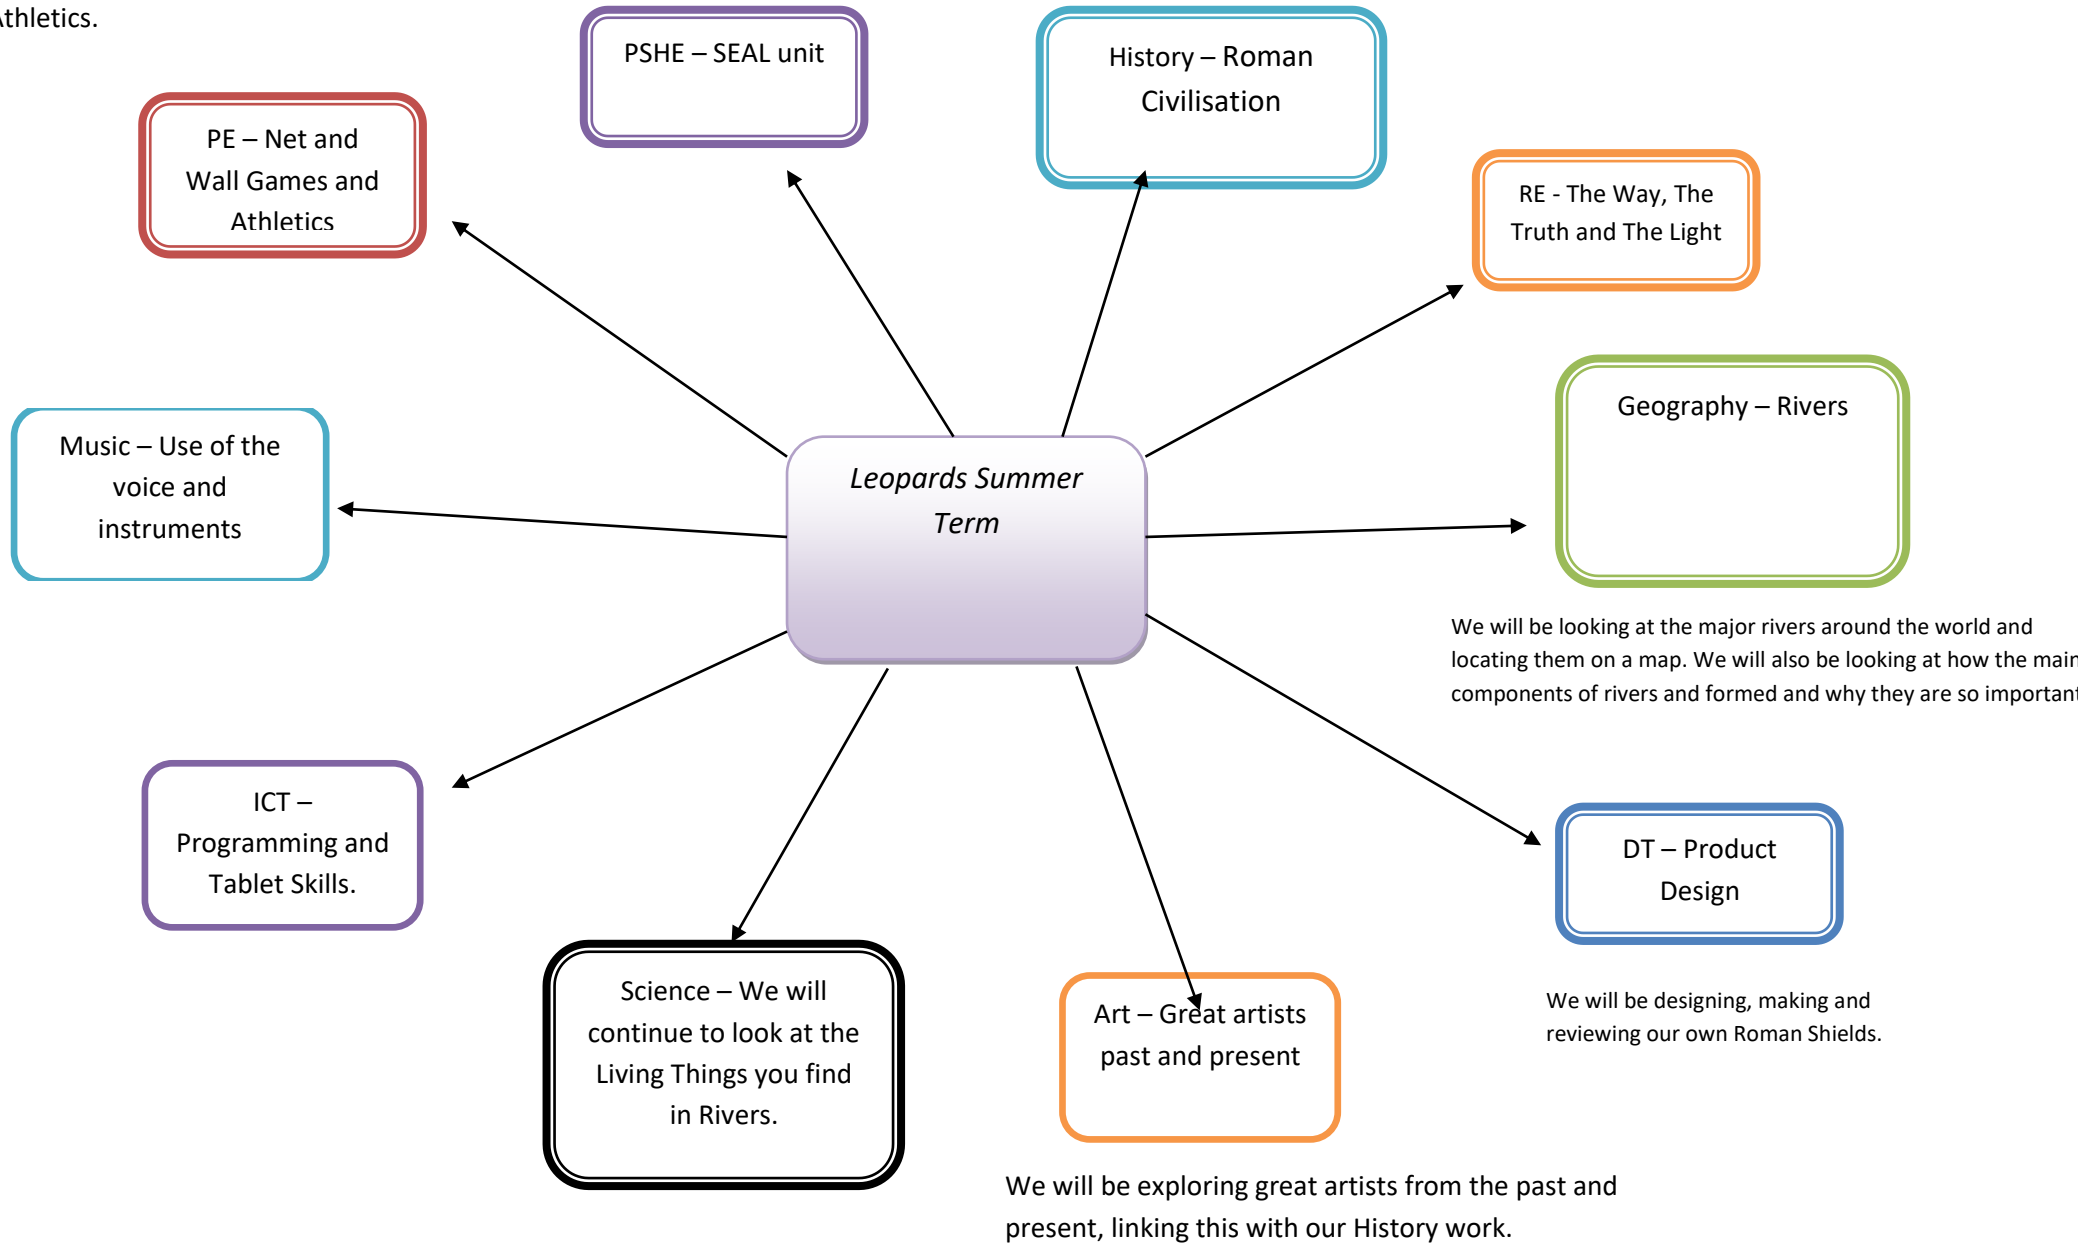 Athletics.
PSHE – SEAL unit
History – Roman
Civilisation
PE – Net and
Wall Games and
Athletics
RE - The Way, The
Truth and The Light
Geography – Rivers
Music – Use of the
voice and
instruments
Leopards Summer
Term
We will be looking at the major rivers around the world and
locating them on a map. We will also be looking at how the main
components of rivers and formed and why they are so important
ICT –
Programming and
Tablet Skills.
DT – Product
Design
Science – We will
continue to look at the
Living Things you find
in Rivers.
Art – Great artists
past and present
We will be designing, making and
reviewing our own Roman Shields.
We will be exploring great artists from the past and
present, linking this with our History work.